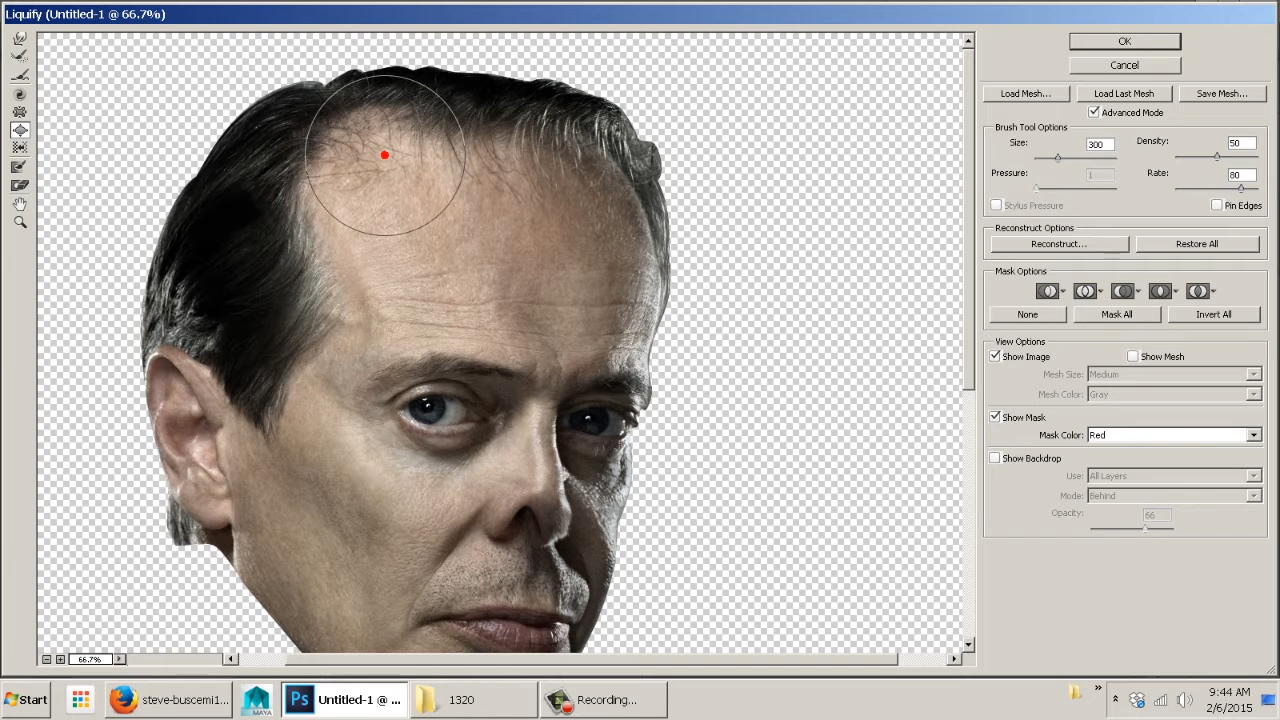 Liquify (Untitled-1 @ 66.7%)
OK
Cancel
Load Mesh... Load Last Mesh Save Mesh...
Advanced Mode
Brush Tool Options
Size: 300 Density: 50
Pressure: 1 Rate: 80
Stylus Pressure Pin Edges
Reconstruct Options
Reconstruct... Restore All
Mask Options
None Mask All Invert All
View Options
Show Image Show Mesh
Mesh Size: Medium
Mesh Color: Gray
Show Mask
Mask Color: Red
Show Backdrop
Use: All Layers
Mode: Behind
Opacity: 66
66.7%
Start steve-buscemi1... MAYA Ps Untitled-1 @ ... 1320 Recording... » 9:44 AM
2/6/2015